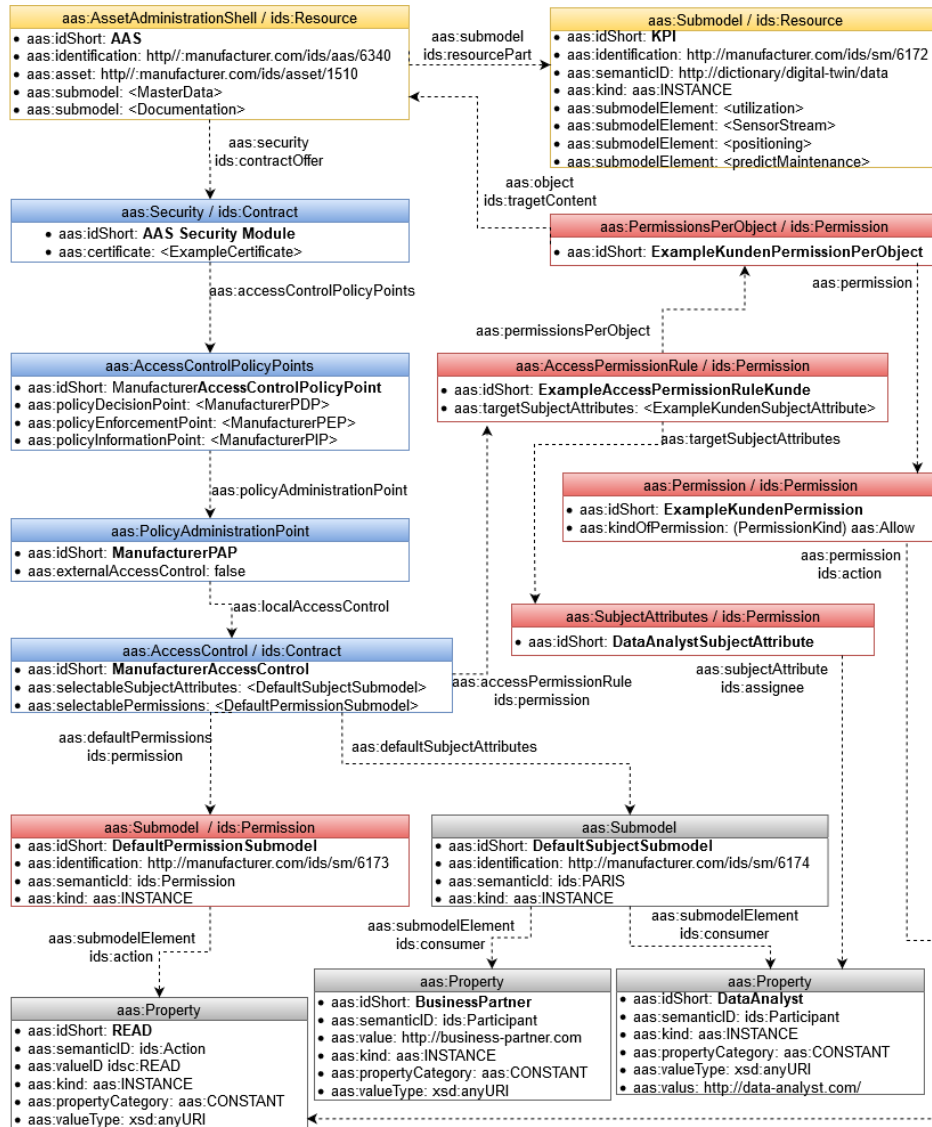 aas:AssetAdministrationShell / ids:Resource
• aas:idShort: AAS
• aas:identification: http//:manufacturer.com/ids/aas/6340
• aas:asset: http//:manufacturer.com/ids/asset/1510
• aas:submodel: <MasterData>
• aas:submodel: <Documentation>
aas:submodel
ids:resourcePart
aas:Submodel / ids:Resource
• aas:idShort: KPI
• aas:identification: http://manufacturer.com/ids/sm/6172
• aas:semanticID: http://dictionary/digital-twin/data
• aas:kind: aas:INSTANCE
• aas:submodelElement: <utilization>
• aas:submodelElement: <SensorStream>
• aas:submodelElement: <positioning>
• aas:submodelElement: <predictMaintenance>
aas:security
ids:contractOffer
aas:object
ids:tragetContent
aas:Security / ids:Contract
• aas:idShort: AAS Security Module
• aas:certificate: <ExampleCertificate>
aas:PermissionsPerObject / ids:Permission
• aas:idShort: ExampleKundenPermissionPerObject
aas:accessControlPolicyPoints
aas:permission
aas:permissionsPerObject
aas:AccessControlPolicyPoints
• aas:idShort: ManufacturerAccessControlPolicyPoint
• aas:policyDecisionPoint: <ManufacturerPDP>
• aas:policyEnforcementPoint: <ManufacturerPEP>
• aas:policyInformationPoint: <ManufacturerPIP>
aas:AccessPermissionRule / ids:Permission
• aas:idShort: ExampleAccessPermissionRuleKunde
• aas:targetSubjectAttributes: <ExampleKundenSubjectAttribute>
aas:targetSubjectAttributes
aas:policyAdministrationPoint
aas:Permission / ids:Permission
• aas:idShort: ExampleKundenPermission
• aas:kindOfPermission: (PermissionKind) aas:Allow
aas:PolicyAdministrationPoint
• aas:idShort: ManufacturerPAP
• aas:externalAccessControl: false
aas:permission
ids:action
aas:localAccessControl
aas:SubjectAttributes / ids:Permission
• aas:idShort: DataAnalystSubjectAttribute
aas:AccessControl / ids:Contract
• aas:idShort: ManufacturerAccessControl
• aas:selectableSubjectAttributes: <DefaultSubjectSubmodel>
• aas:selectablePermissions: <DefaultPermissionSubmodel>
aas:accessPermissionRule
ids:permission
aas:subjectAttribute
ids:assignee
aas:defaultPermissions
ids:permission
aas:defaultSubjectAttributes
aas:Submodel / ids:Permission
• aas:idShort: DefaultPermissionSubmodel
• aas:identification: http://manufacturer.com/ids/sm/6173
• aas:semanticId: ids:Permission
• aas:kind: aas:INSTANCE
aas:Submodel
• aas:idShort: DefaultSubjectSubmodel
• aas:identification: http://manufacturer.com/ids/sm/6174
• aas:semanticId: ids:PARIS
• aas:kind: aas:INSTANCE
aas:submodelElement
ids:action
aas:submodelElement
ids:consumer
aas:submodelElement
ids:consumer
aas:Property
• aas:idShort: READ
• aas:semanticID: ids:Action
• aas:valueID idsc:READ
• aas:kind: aas:INSTANCE
• aas:propertyCategory: aas:CONSTANT
• aas:valueType: xsd:anyURI
aas:Property
• aas:idShort: BusinessPartner
• aas:semanticID: ids:Participant
• aas:value: http://business-partner.com
• aas:kind: aas:INSTANCE
• aas:propertyCategory: aas:CONSTANT
• aas:valueType: xsd:anyURI
aas:Property
• aas:idShort: DataAnalyst
• aas:semanticID: ids:Participant
• aas:kind: aas:INSTANCE
• aas:propertyCategory: aas:CONSTANT
• aas:valueType: xsd:anyURI
• aas:valus: http://data-analyst.com/